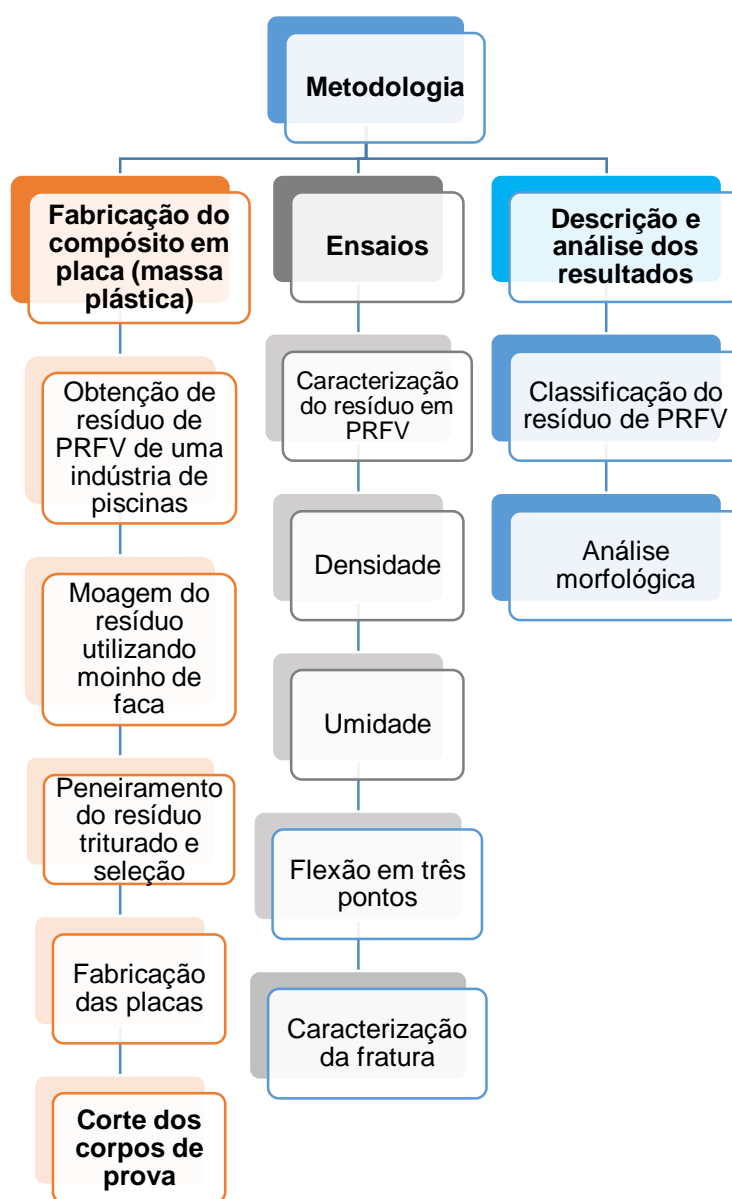 Metodologia
Fabricação do
compósito em
placa (massa
plástica)
Obtenção de
resíduo de
PRFV de uma
indústria de
piscinas
Moagem do
resíduo
utilizando
moinho de
faca
Peneiramento
do resíduo
triturado e
seleção
Fabricação
das placas
Corte dos
corpos de
prova
Ensaios
Caracterização
do resíduo em
PRFV
Densidade
Umidade
Flexão em três
pontos
Caracterização
da fratura
Descrição e
análise dos
resultados
Classificação do
resíduo de PRFV
Análise
morfológica